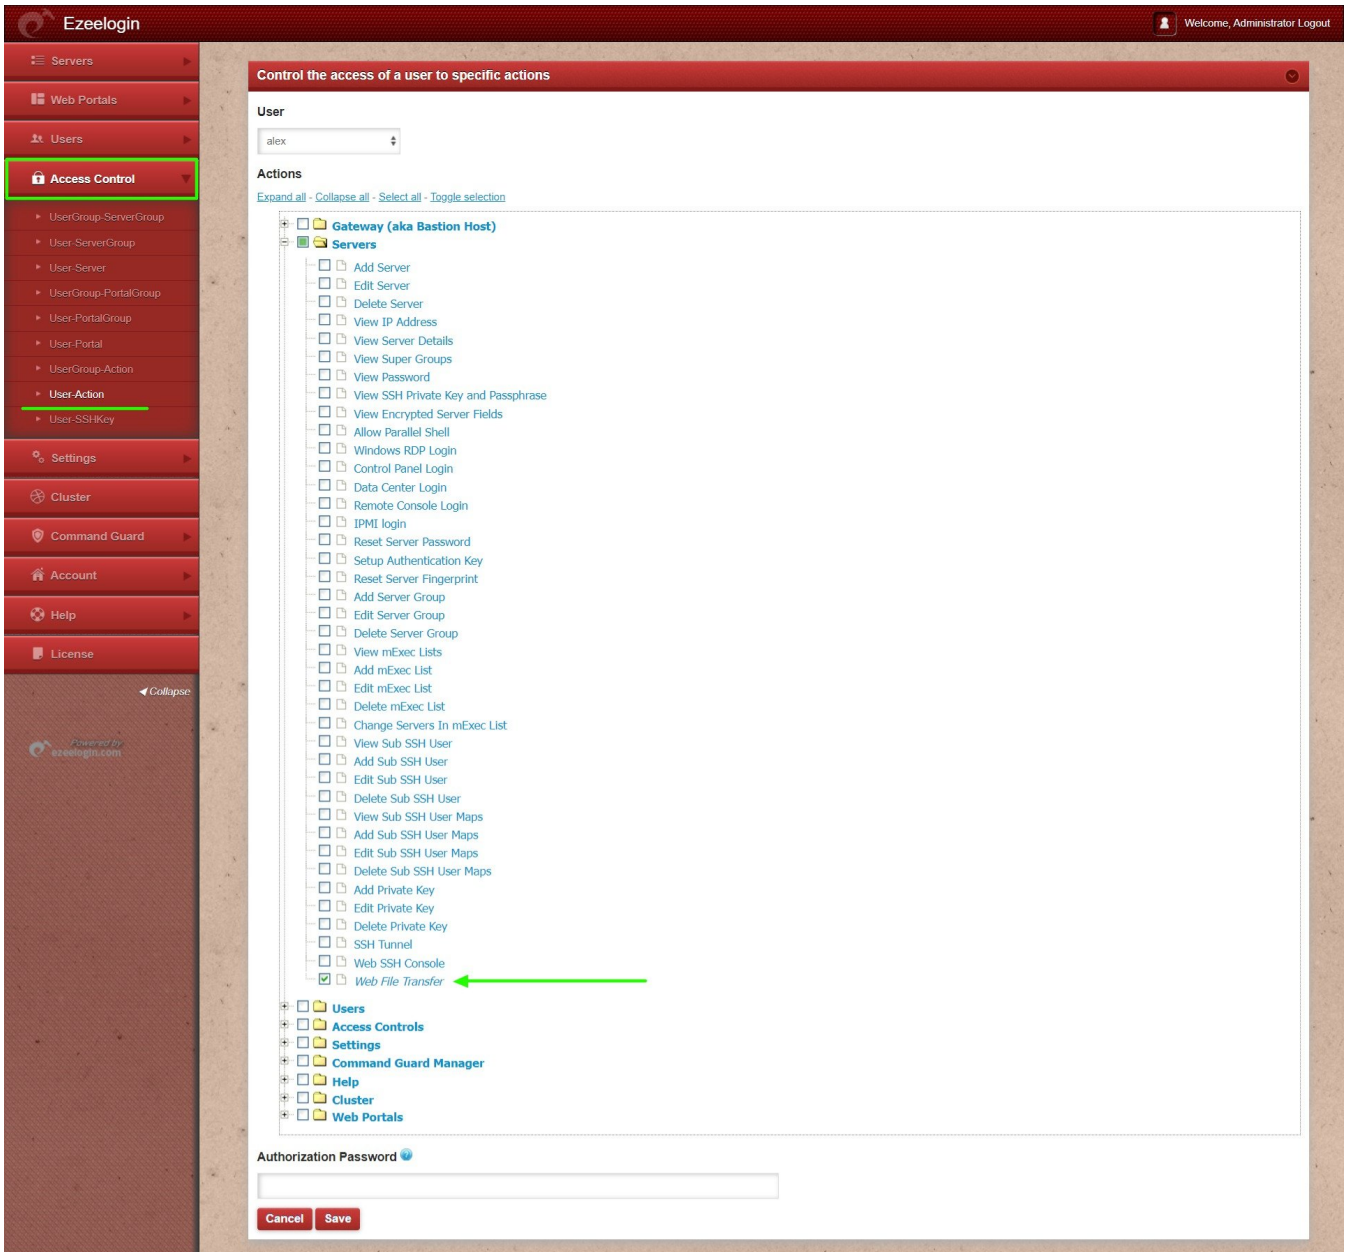 Ezeelogin
Welcome, Administrator Logout
Servers
Web Portals
Users
Access Control
UserGroup-ServerGroup
User-ServerGroup
User-Server
UserGroup-PortalGroup
User-PortalGroup
User-Portal
UserGroup-Action
User-Action
User-SSHKey
Settings
Cluster
Command Guard
Account
Help
License
Collapse
Powered by
ezeelogin.com
Control the access of a user to specific actions
User
alex
Actions
Expand all - Collapse all - Select all - Toggle selection
Gateway (aka Bastion Host)
Servers
Add Server
Edit Server
Delete Server
View IP Address
View Server Details
View Super Groups
View Password
View SSH Private Key and Passphrase
View Encrypted Server Fields
Allow Parallel Shell
Windows RDP Login
Control Panel Login
Data Center Login
Remote Console Login
IPMI login
Reset Server Password
Setup Authentication Key
Reset Server Fingerprint
Add Server Group
Edit Server Group
Delete Server Group
View mExec Lists
Add mExec List
Edit mExec List
Delete mExec List
Change Servers In mExec List
View Sub SSH User
Add Sub SSH User
Edit Sub SSH User
Delete Sub SSH User
View Sub SSH User Maps
Add Sub SSH User Maps
Edit Sub SSH User Maps
Delete Sub SSH User Maps
Add Private Key
Edit Private Key
Delete Private Key
SSH Tunnel
Web SSH Console
Web File Transfer
Users
Access Controls
Settings
Command Guard Manager
Help
Cluster
Web Portals
Authorization Password
Cancel Save